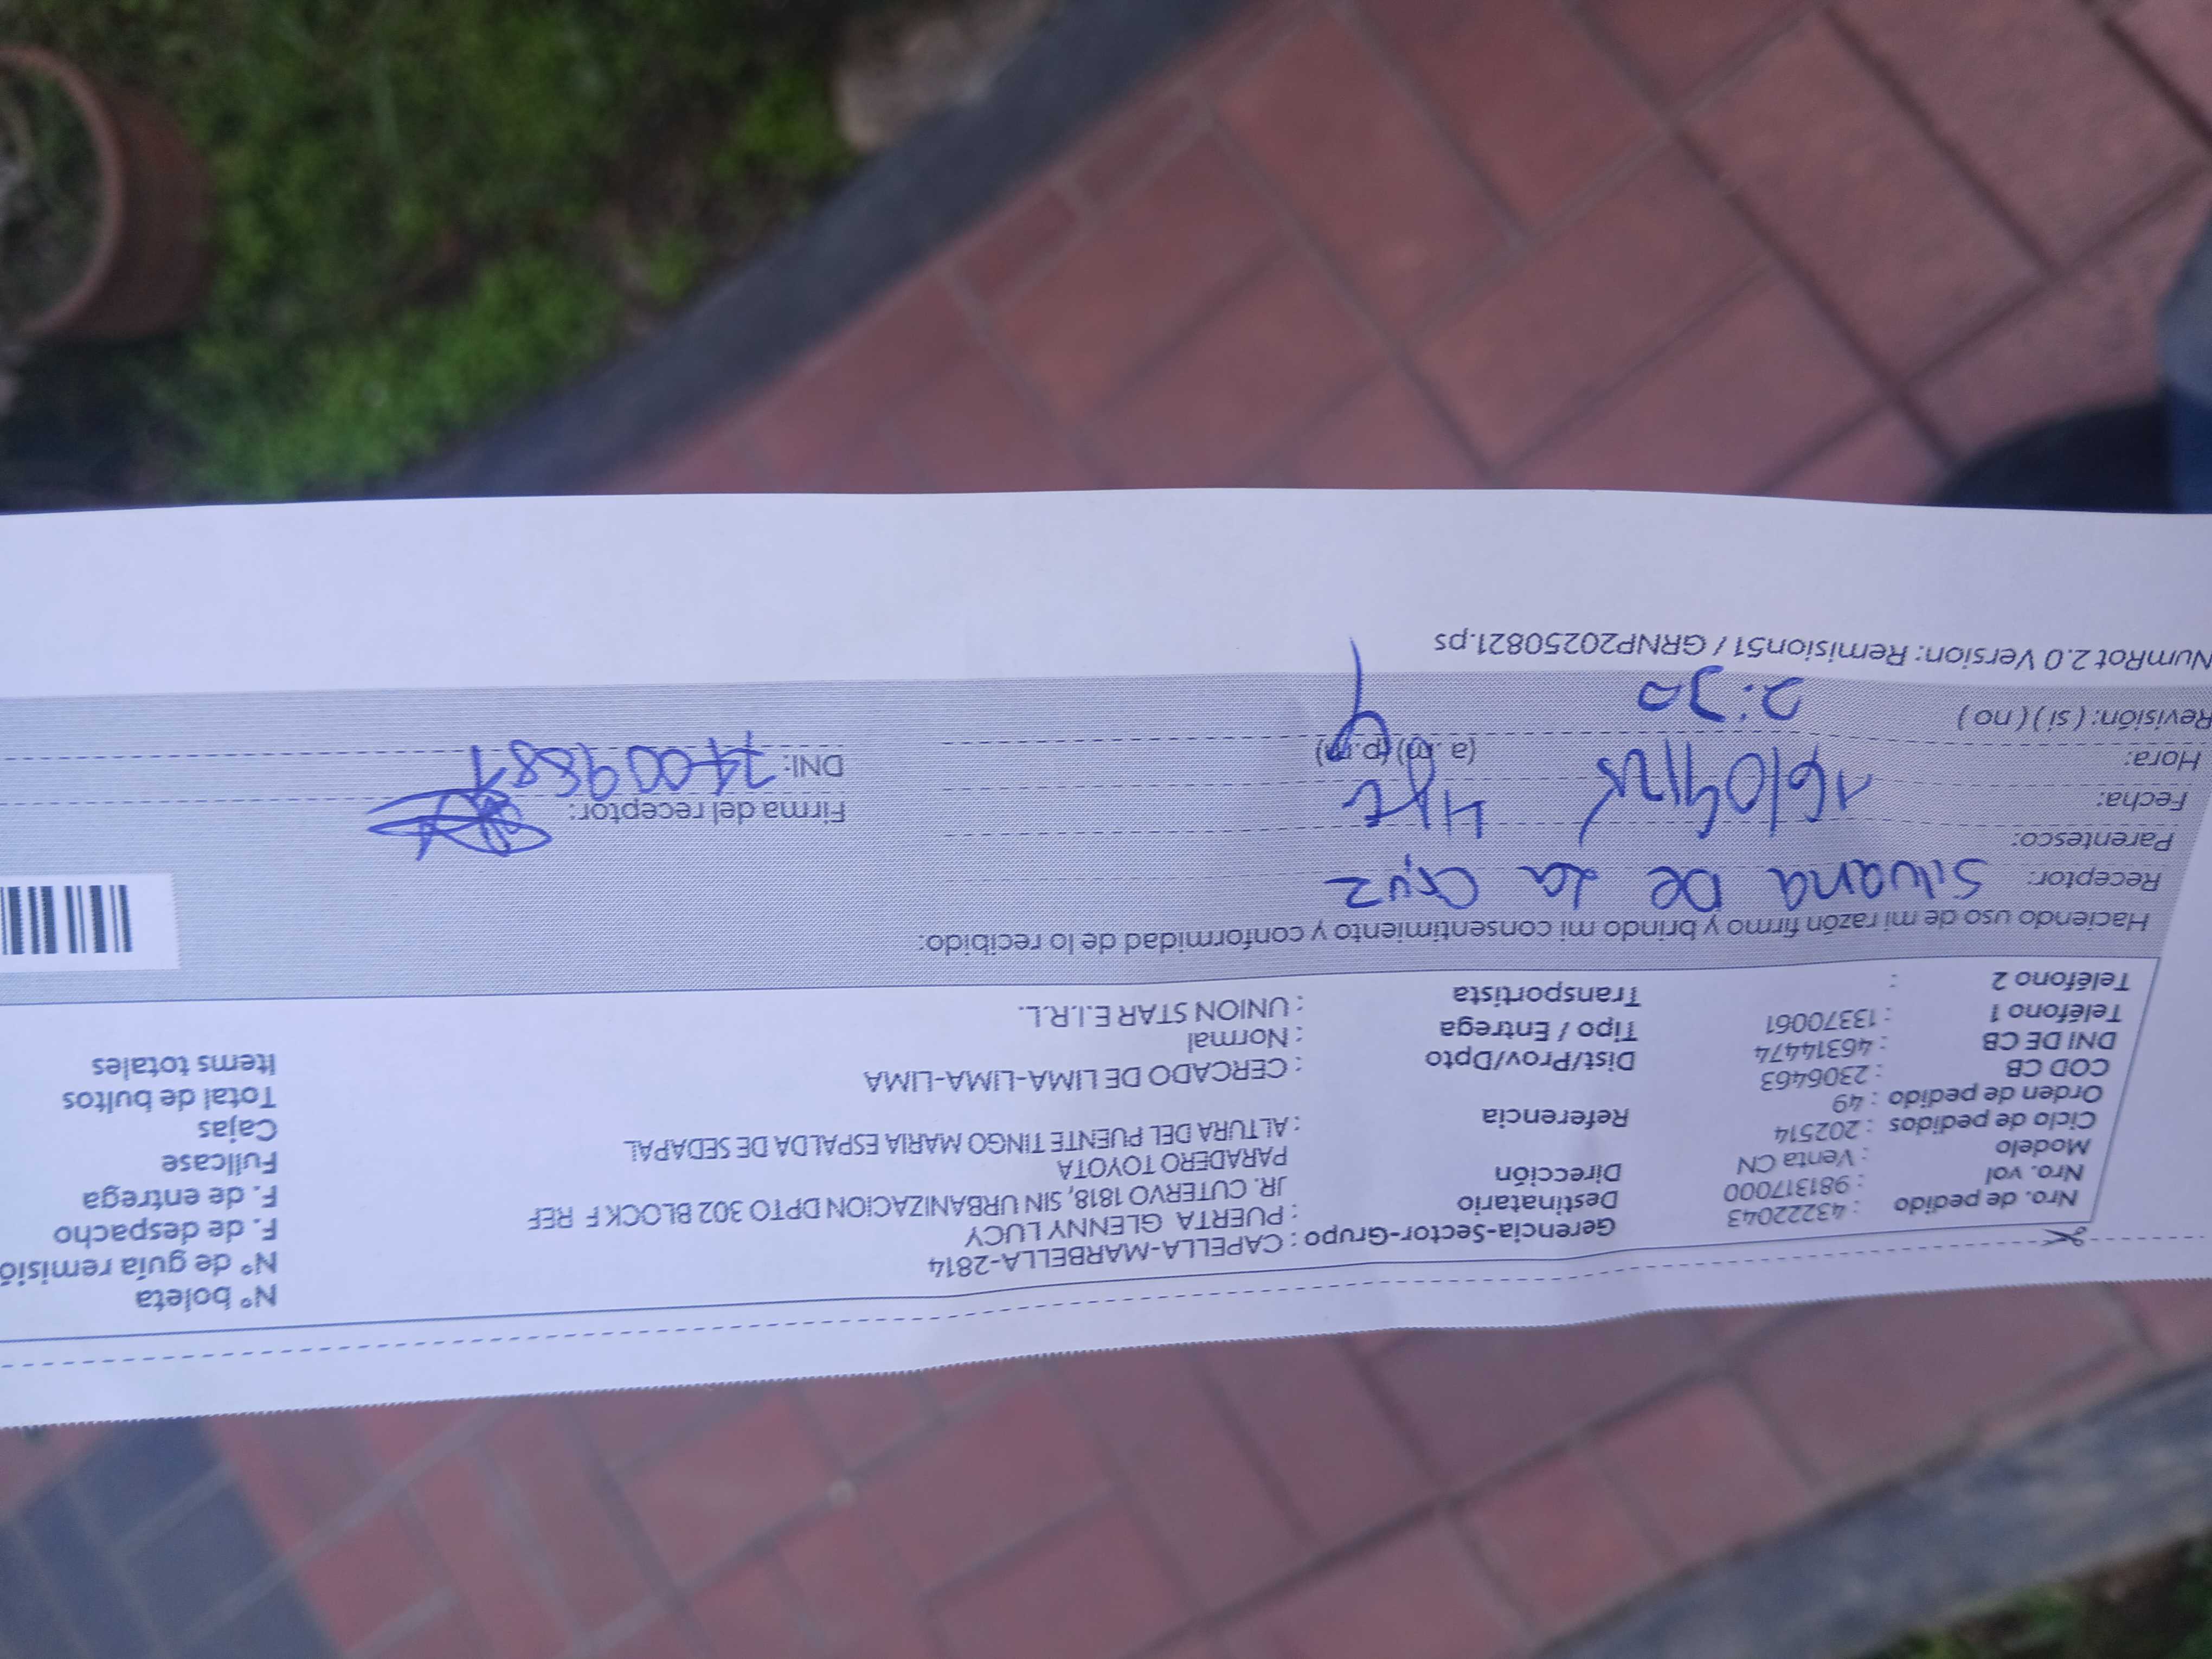 Nro. de pedido : 43222043
Nro. vol : 981317000
Modelo : Venta CN
Ciclo de pedidos : 202514
Orden de pedido : 49
COD CB : 2306463
DNI DE CB : 46314474
Teléfono 1 : 13370061
Teléfono 2 :
Gerencia-Sector-Grupo : CAPELLA-MARBELLA-2814
Destinatario : PUERTA GLENNY LUCY
Dirección JR. CUTERVO 1818, SIN URBANIZACION DPTO 302 BLOCK F REF
PARADERO TOYOTA
Referencia : ALTURA DEL PUENTE TINGO MARIA ESPALDA DE SEDAPAL
Dist/Prov/Dpto : CERCADO DE LIMA-LIMA-LIMA
Tipo / Entrega : Normal
Transportista : UNION STAR E.I.R.L.
N° boleta
N° de guía remisió
F. de despacho
F. de entrega
Fullcase
Cajas
Total de bultos
Items totales
Haciendo uso de mi razón firmo y brindo mi consentimiento y conformidad de lo recibido:
Receptor: Silvana De La Cruz
Parentesco:
Fecha: 16/09/25
Hora: (a. m) (p. m)
Revisión: ( si ) ( no ) 2:30
Firma del receptor:
DNI:
NumRot 2.0 Version: Remision51 / GRNP20250821.ps